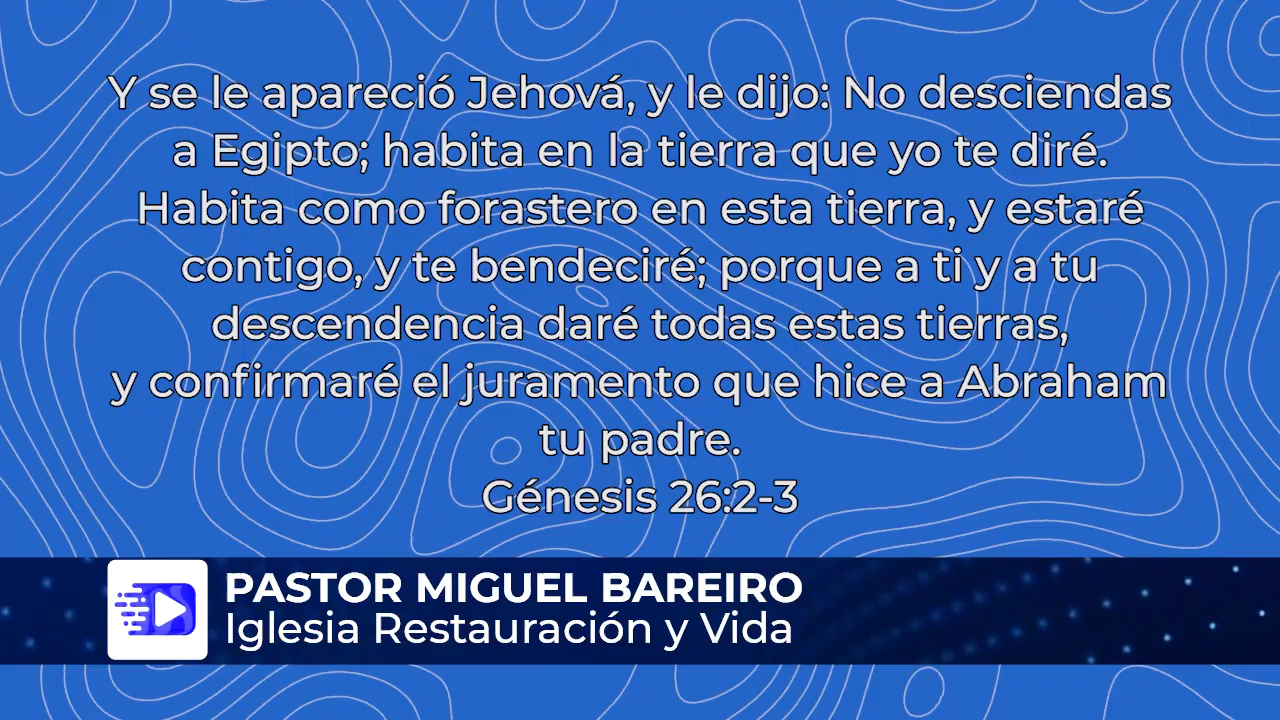 Y se le apareció Jehová, y le dijo: No desciendas
a Egipto; habita en la tierra que yo te diré.
Habita como forastero en esta tierra, y estaré
contigo, y te bendeciré; porque a ti y a tu
descendencia daré todas estas tierras,
y confirmaré el juramento que hice a Abraham
tu padre.
Génesis 26:2-3
PASTOR MIGUEL BAREIRO
Iglesia Restauración y Vida